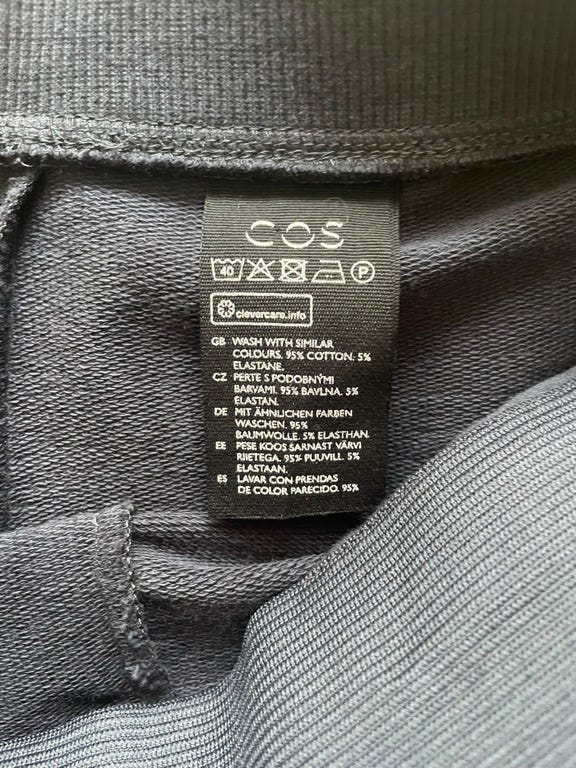 COS
40 P
clevercare.info
GB WASH WITH SIMILAR
COLOURS. 95% COTTON. 5%
ELASTANE.
CZ PERTE S PODOBNÝMI
BARVAMI. 95% BAVLNA. 5%
ELASTAN.
DE MIT ÄHNLICHEN FARBEN
WASCHEN. 95%
BAUMWOLLE. 5% ELASTHAN.
EE PESE KOOS SARNAST VÄRVI
RIIETEGA. 95% PUUVILL. 5%
ELASTAAN.
ES LAVAR CON PRENDAS
DE COLOR PARECIDO. 95%